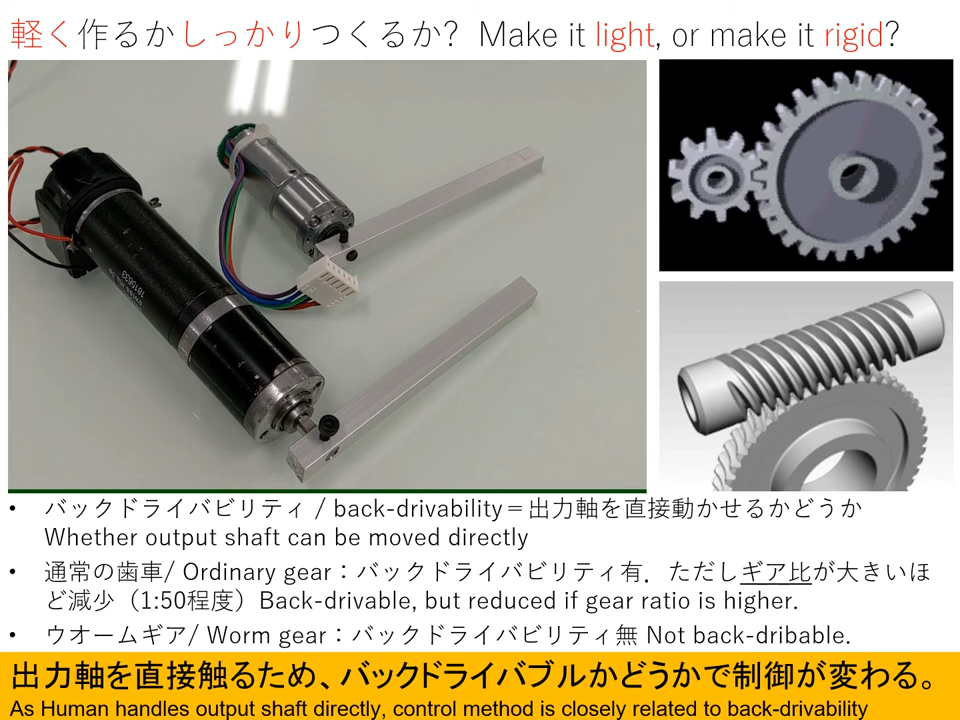 軽く作るかしっかりつくるか? Make it light, or make it rigid?
1815633
• バックドライバビリティ / back-drivability＝出力軸を直接動かせるかどうか
Whether output shaft can be moved directly
• 通常の歯車/ Ordinary gear：バックドライバビリティ有．ただしギア比が大きいほ
ど減少（1:50程度）Back-drivable, but reduced if gear ratio is higher.
• ウオームギア/ Worm gear：バックドライバビリティ無 Not back-dribable.
出力軸を直接触るため、バックドライバブルかどうかで制御が変わる。
As Human handles output shaft directly, control method is closely related to back-drivability